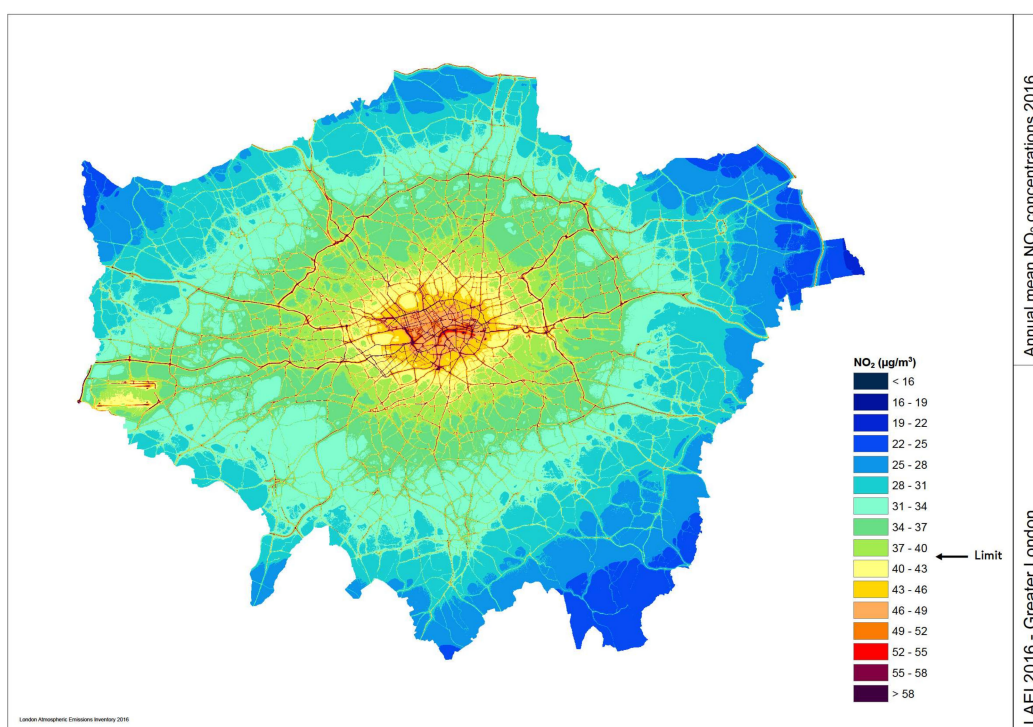 Annual mean NO₂ concentrations 2016
NO₂ (µg/m³)
< 16
16 - 19
19 - 22
22 - 25
25 - 28
28 - 31
31 - 34
34 - 37
37 - 40
Limit
40 - 43
43 - 46
46 - 49
49 - 52
52 - 55
55 - 58
> 58
LAEI 2016 - Greater London
London Atmospheric Emissions Inventory 2016